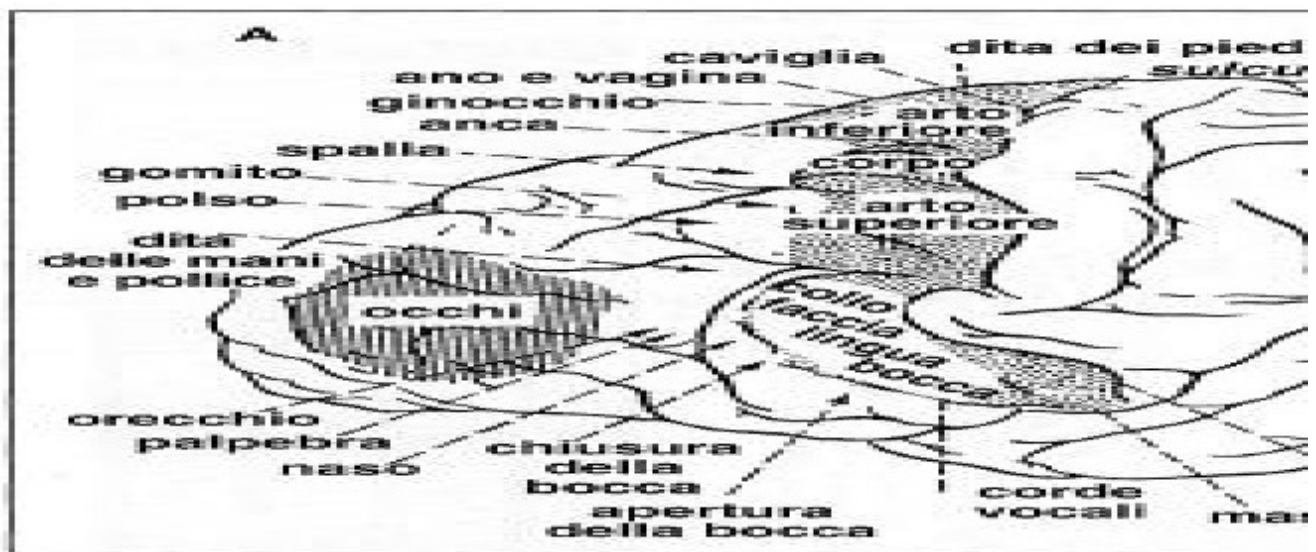 A
dita dei pied
caviglia
sulcu
ano e vagina
ginocchio
anca
arto
inferiore
spalla
corpo
gomito
polso
arto
superiore
dita
delle mani
e pollice
occhi
collo
faccia
lingua
bocca
orecchio
palpebra
naso
chiusura
della
bocca
apertura
della bocca
corde
vocali
mas